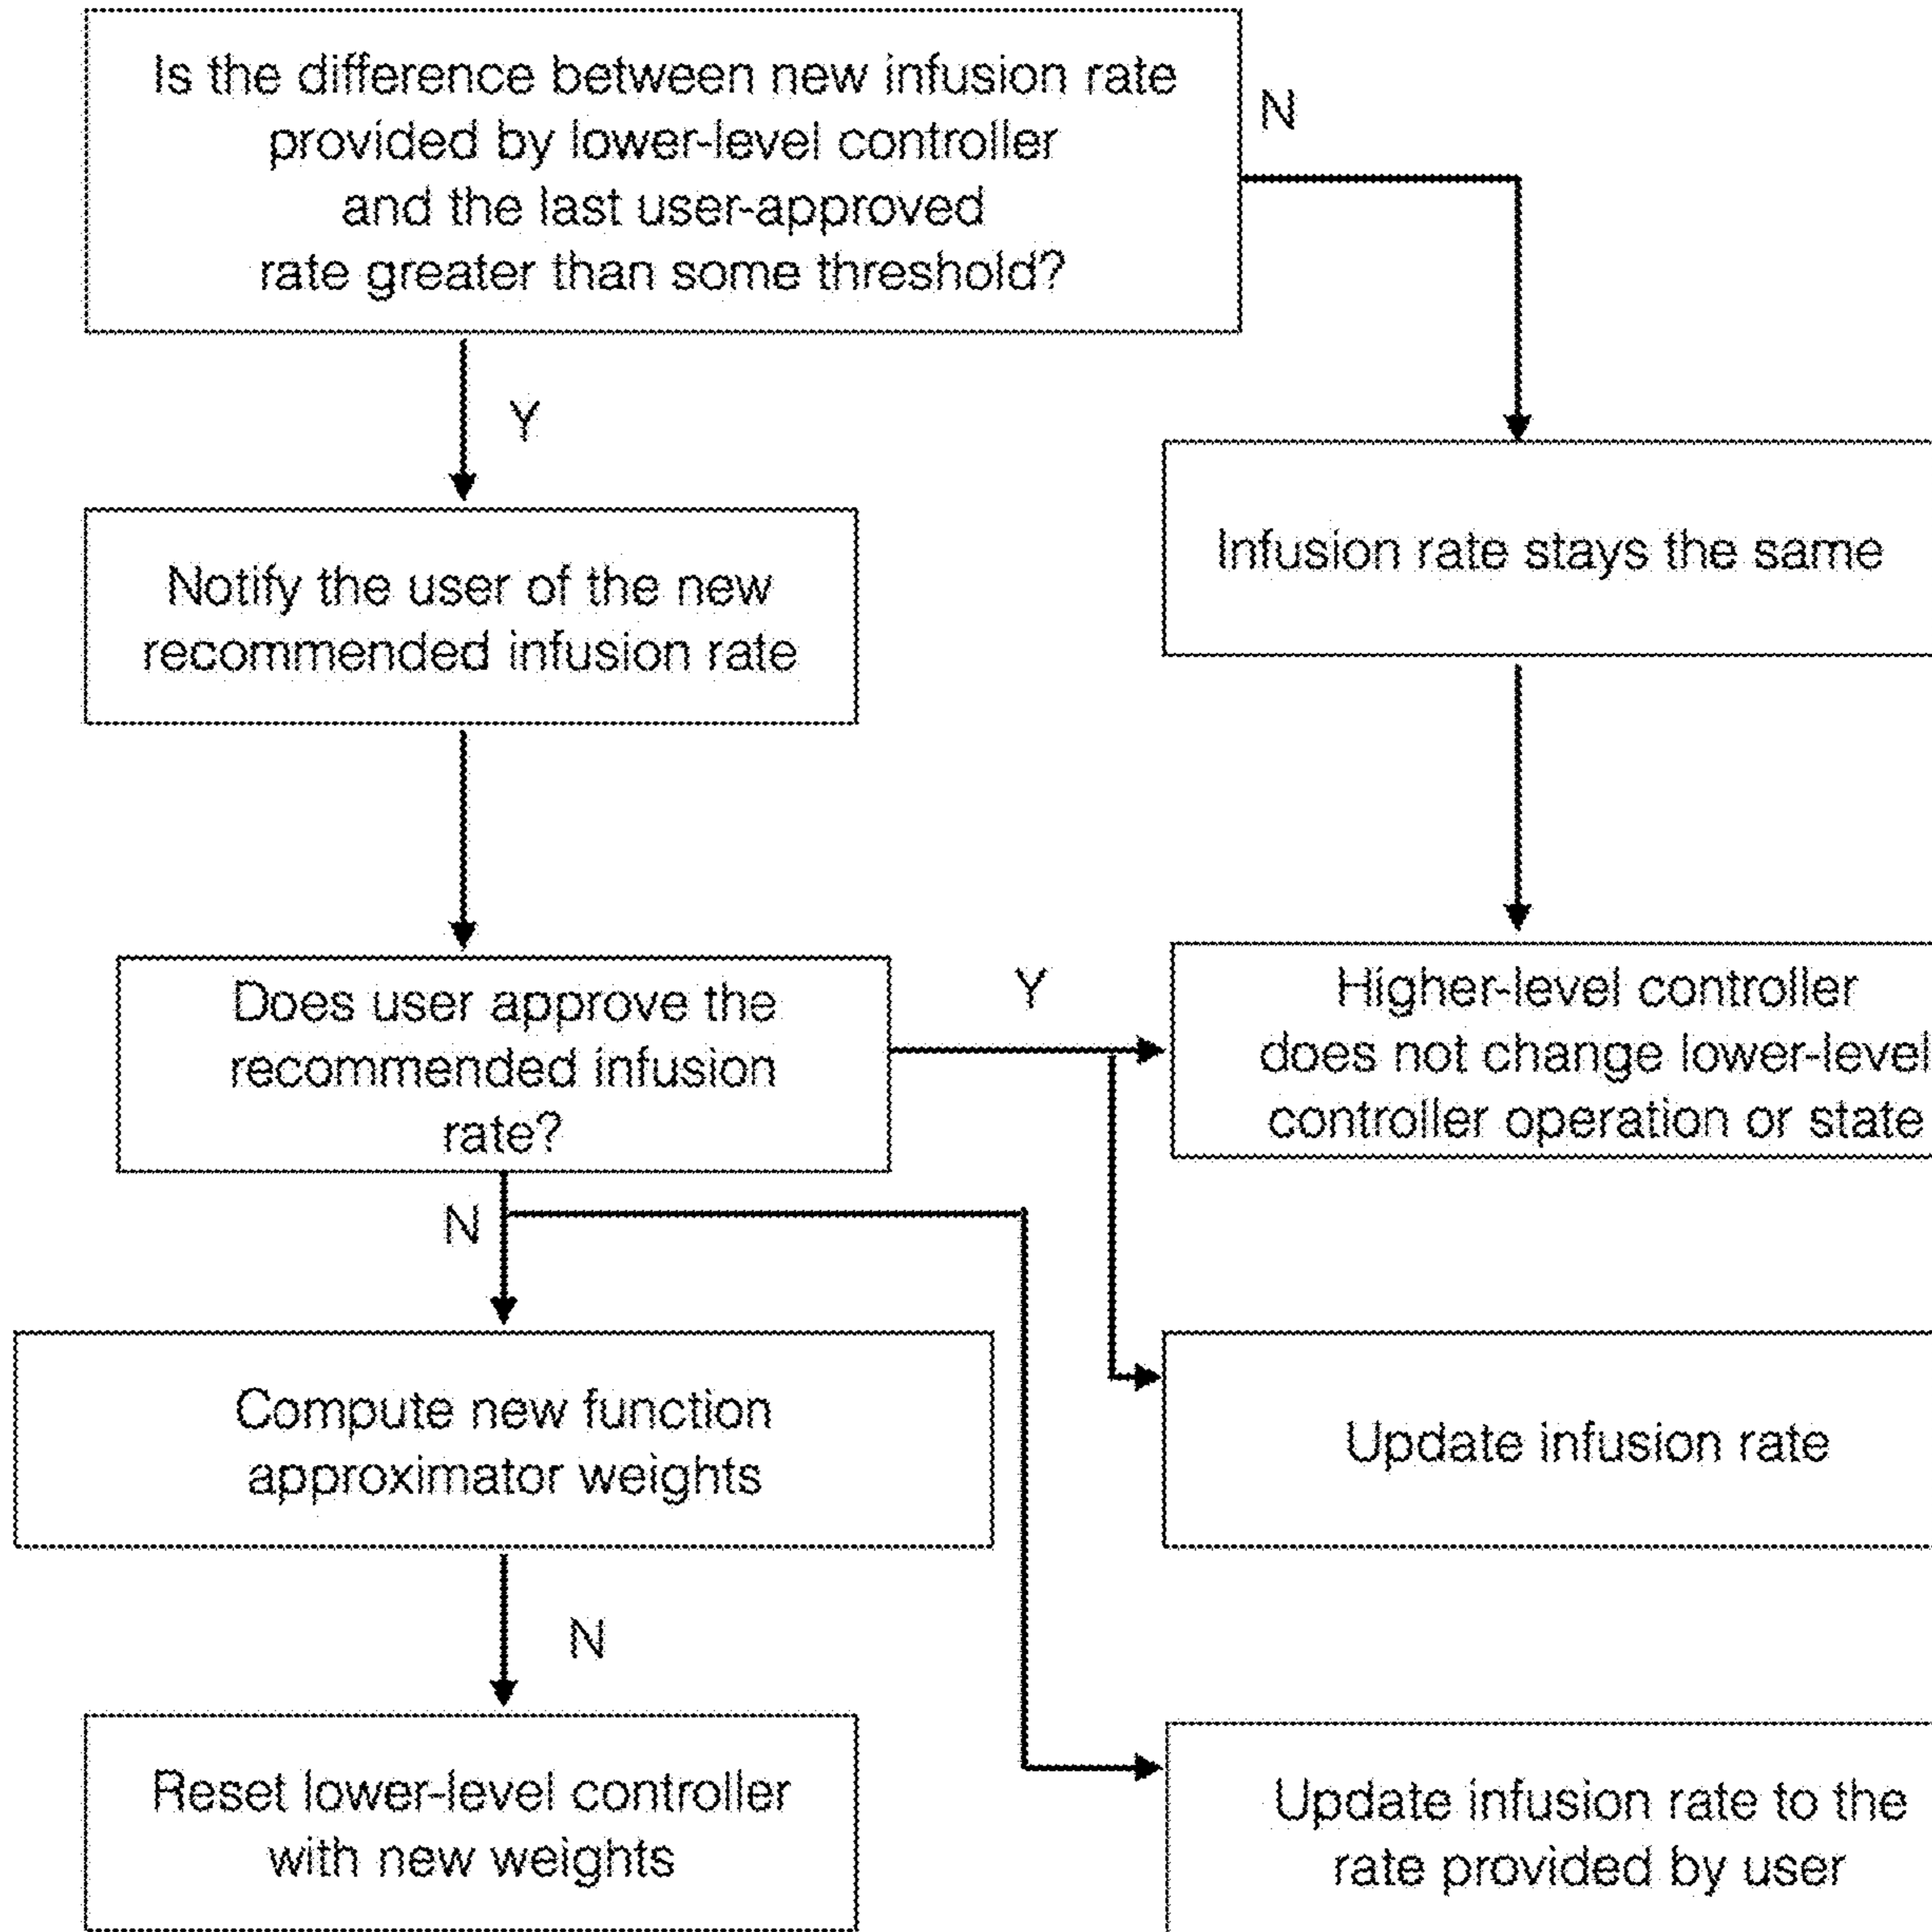 Is the difference between new infusion rate
provided by lower-level controller
and the last user-approved
rate greater than some threshold?
N
Y
Infusion rate stays the same
Notify the user of the new
recommended infusion rate
Does user approve the
recommended infusion
rate?
Y
Higher-level controller
does not change lower-level
controller operation or state
N
Compute new function
approximator weights
Update infusion rate
N
Reset lower-level controller
with new weights
Update infusion rate to the
rate provided by user